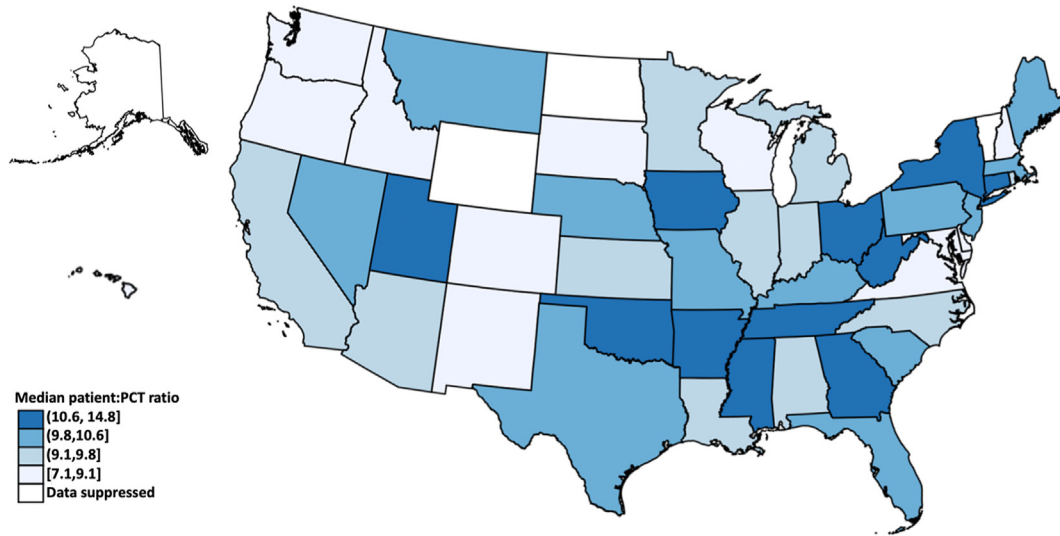 Median patient:PCT ratio
(10.6, 14.8]
(9.8,10.6]
(9.1,9.8]
[7.1,9.1]
Data suppressed